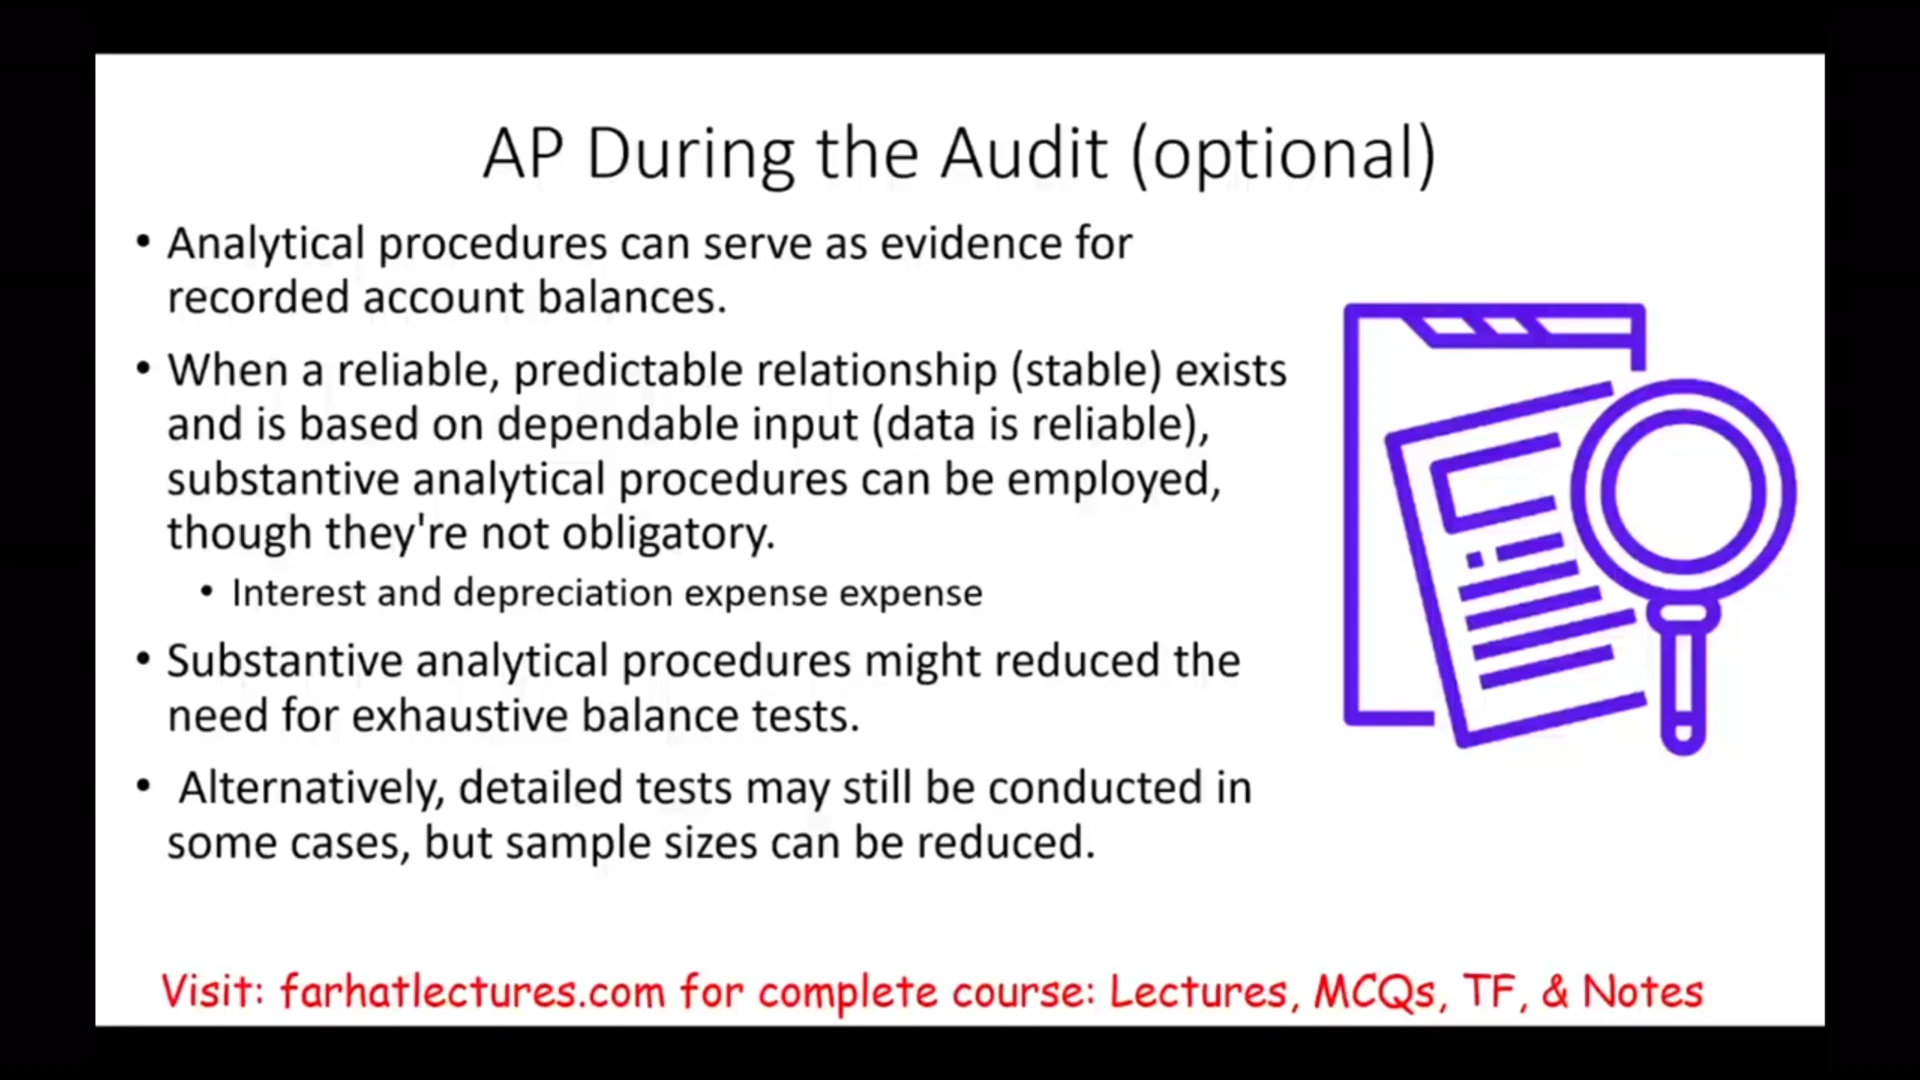 AP During the Audit (optional)
• Analytical procedures can serve as evidence for
recorded account balances.
• When a reliable, predictable relationship (stable) exists
and is based on dependable input (data is reliable),
substantive analytical procedures can be employed,
though they're not obligatory.
• Interest and depreciation expense expense
• Substantive analytical procedures might reduced the
need for exhaustive balance tests.
• Alternatively, detailed tests may still be conducted in
some cases, but sample sizes can be reduced.
Visit: farhatlectures.com for complete course: Lectures, MCQs, TF, & Notes